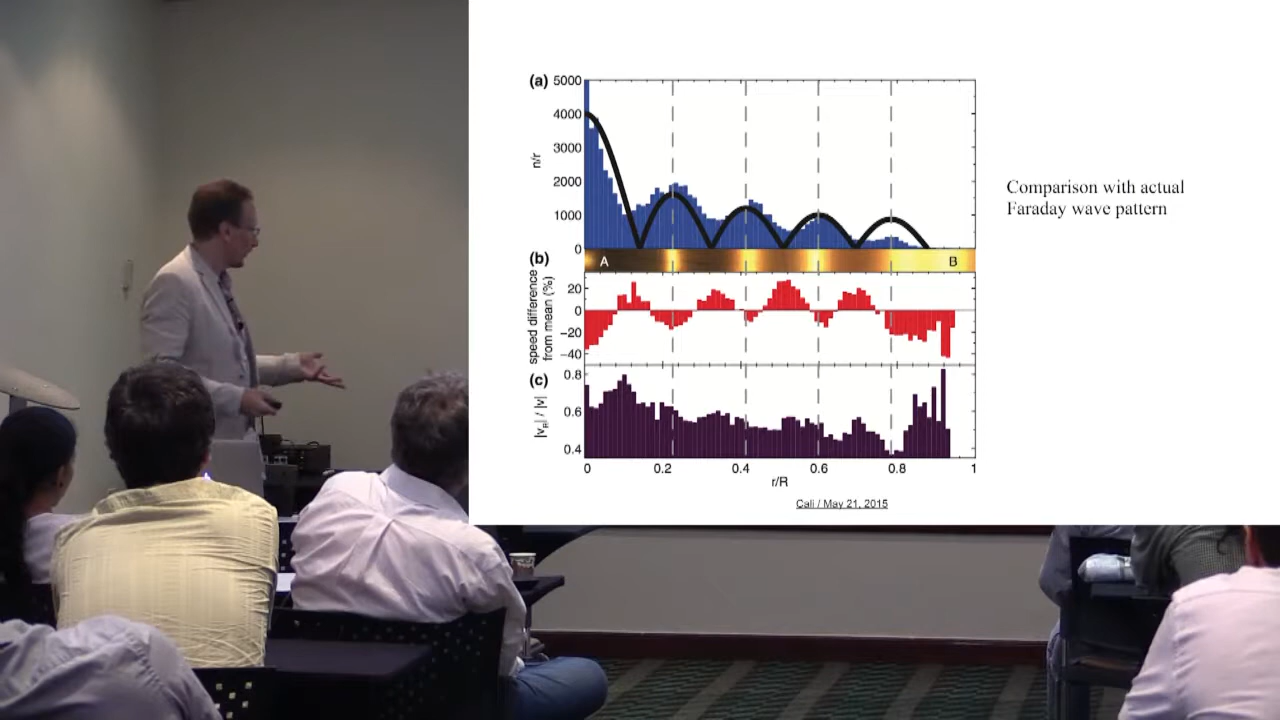 (a)
5000
4000
3000
2000
1000
0
n/r
A
B
(b)
speed difference
from mean (%)
20
0
−20
−40
(c)
|vR| / |v|
0.8
0.6
0.4
0 0.2 0.4 0.6 0.8 1
r/R
Comparison with actual
Faraday wave pattern
Cali / May 21, 2015